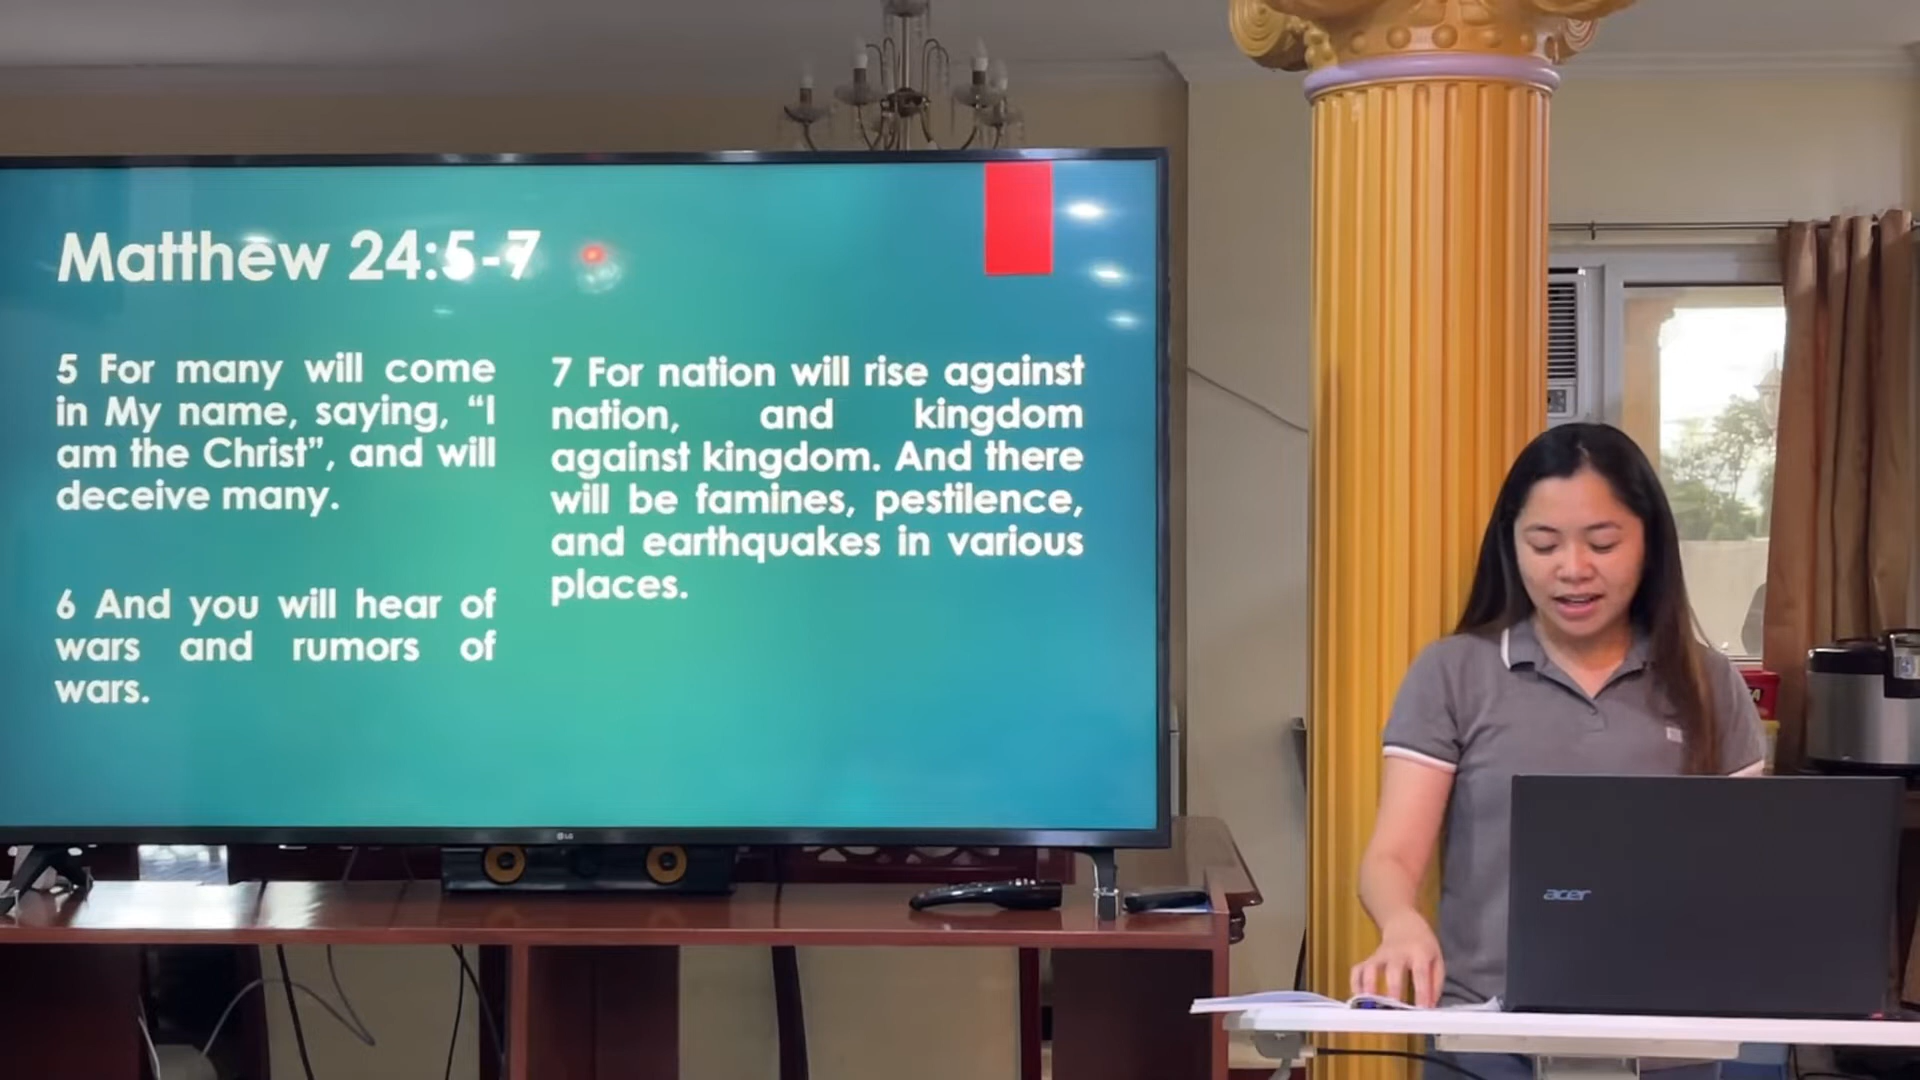 Matthew 24:5-7
5 For many will come
in My name, saying, “I
am the Christ”, and will
deceive many.
6 And you will hear of
wars and rumors of
wars.
7 For nation will rise against
nation, and kingdom
against kingdom. And there
will be famines, pestilence,
and earthquakes in various
places.
LG
acer